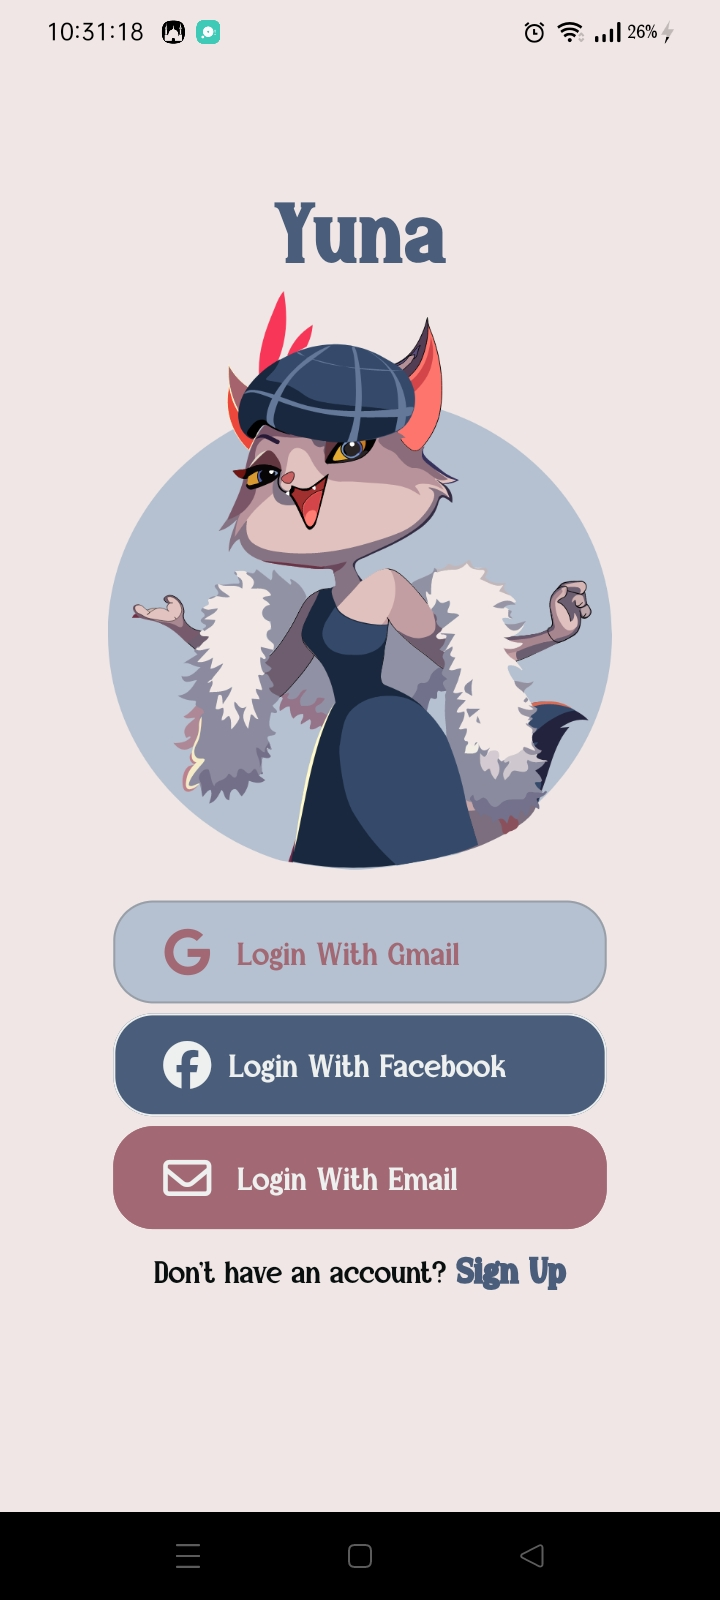 10:31:18 26%
Yuna
Login With Gmail
Login With Facebook
Login With Email
Don't have an account? Sign Up